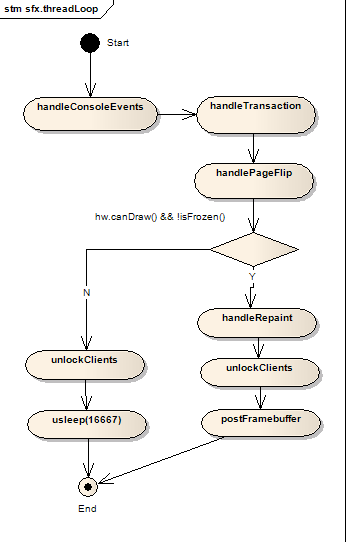 stm sfx.threadLoop
Start
handleConsoleEvents
handleTransaction
handlePageFlip
hw.canDraw() && !isFrozen()
Y
N
handleRepaint
unlockClients
unlockClients
usleep(16667)
postFramebuffer
End